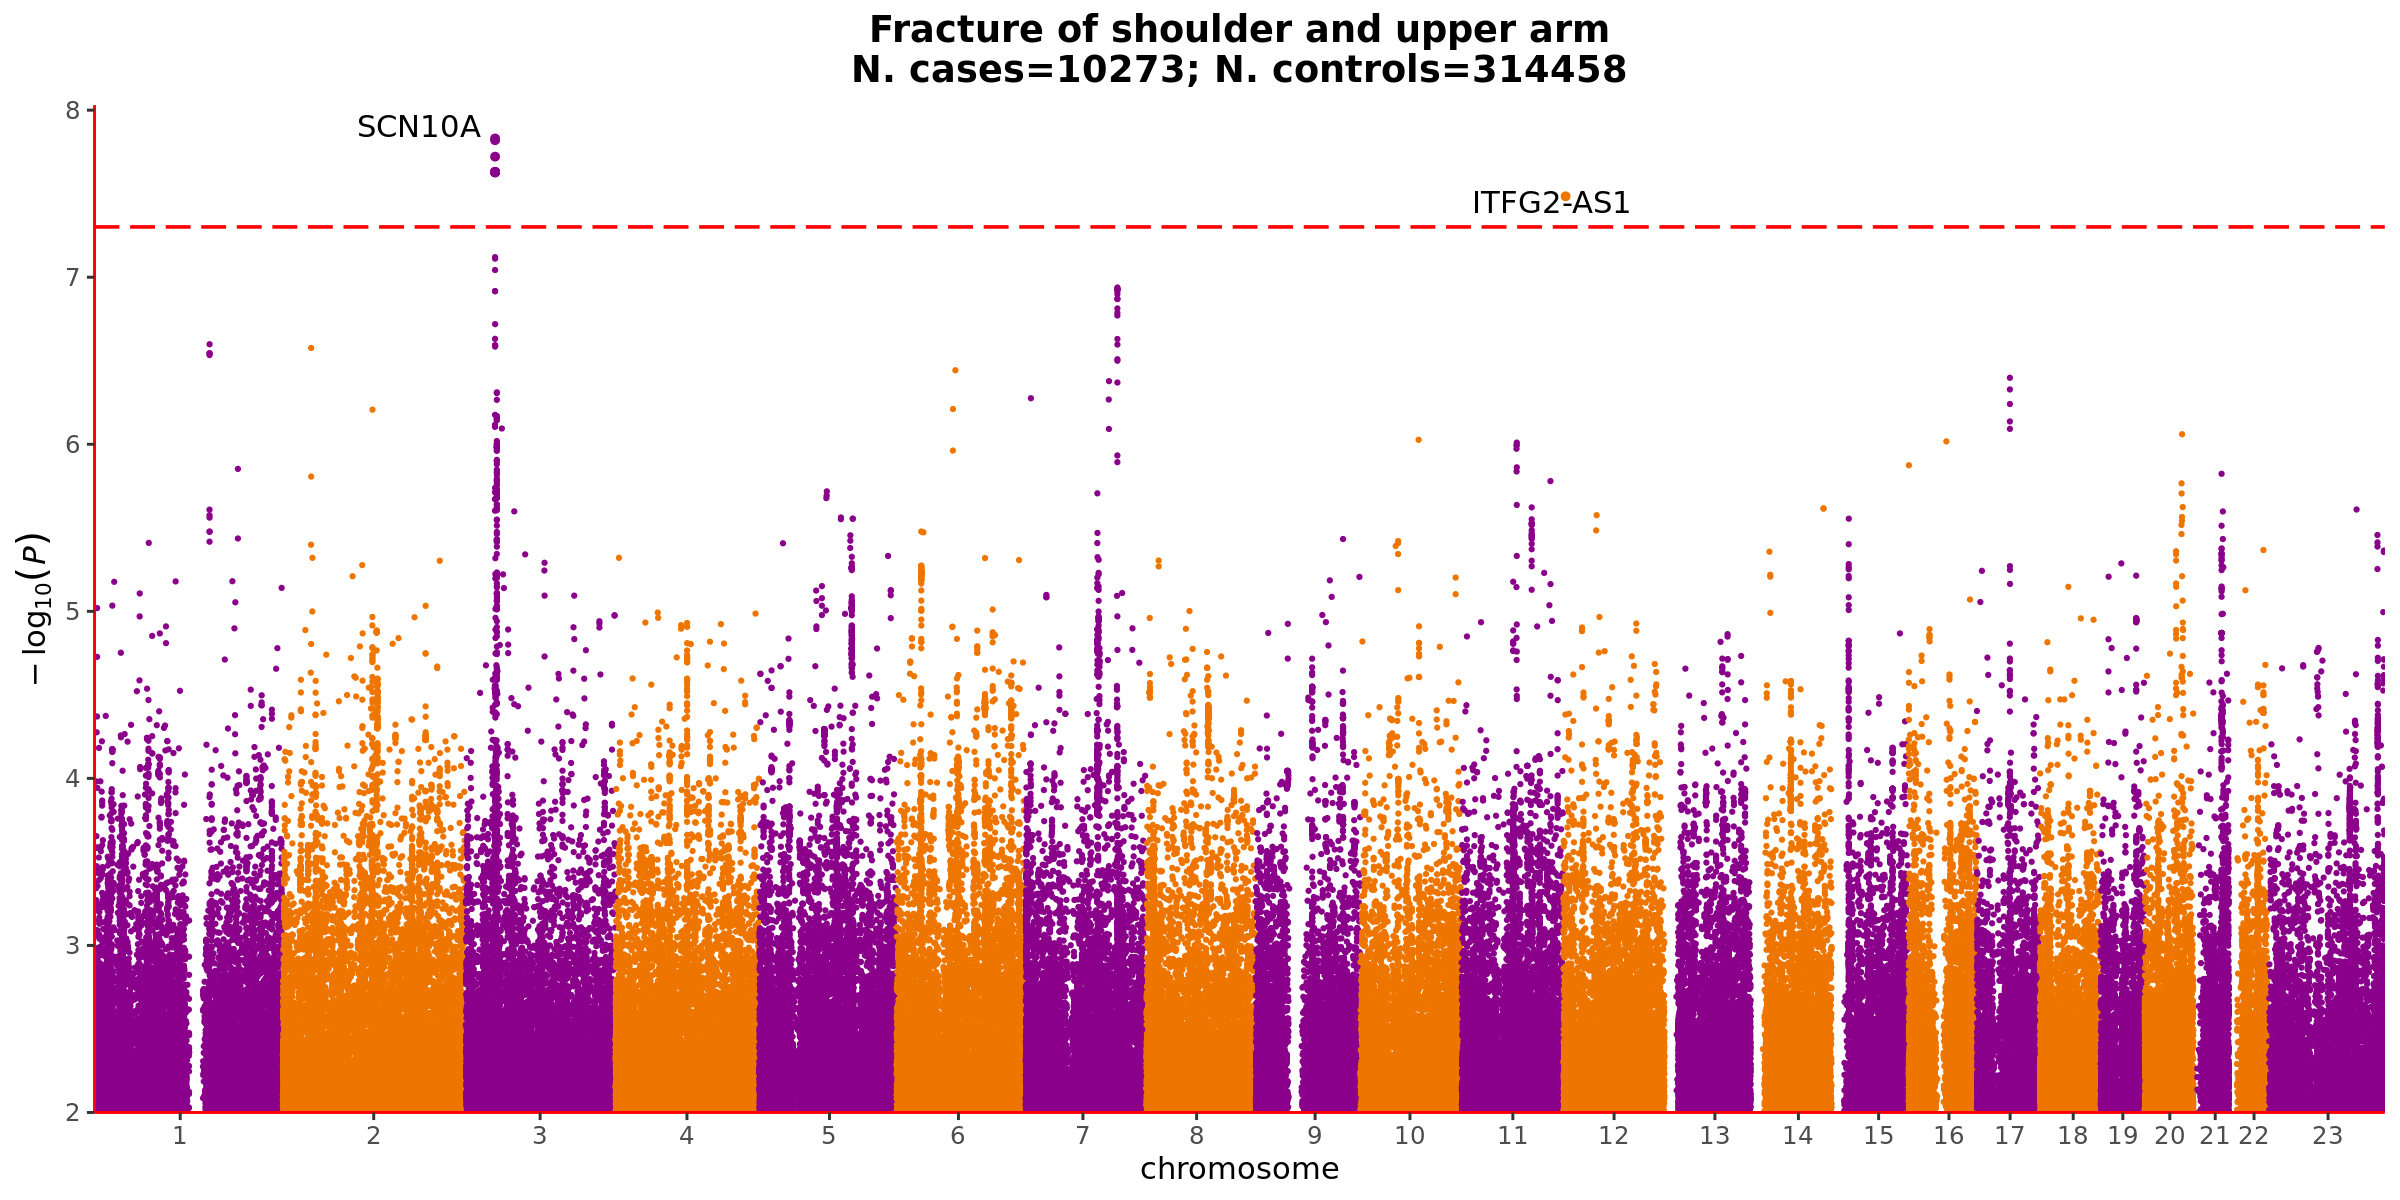 Fracture of shoulder and upper arm
N. cases=10273; N. controls=314458
8
SCN10A
ITFG2-AS1
7
6
− log10(P)
5
4
3
2
1 2 3 4 5 6 7 8 9 10 11 12 13 14 15 16 17 18 19 20 21 22 23
chromosome